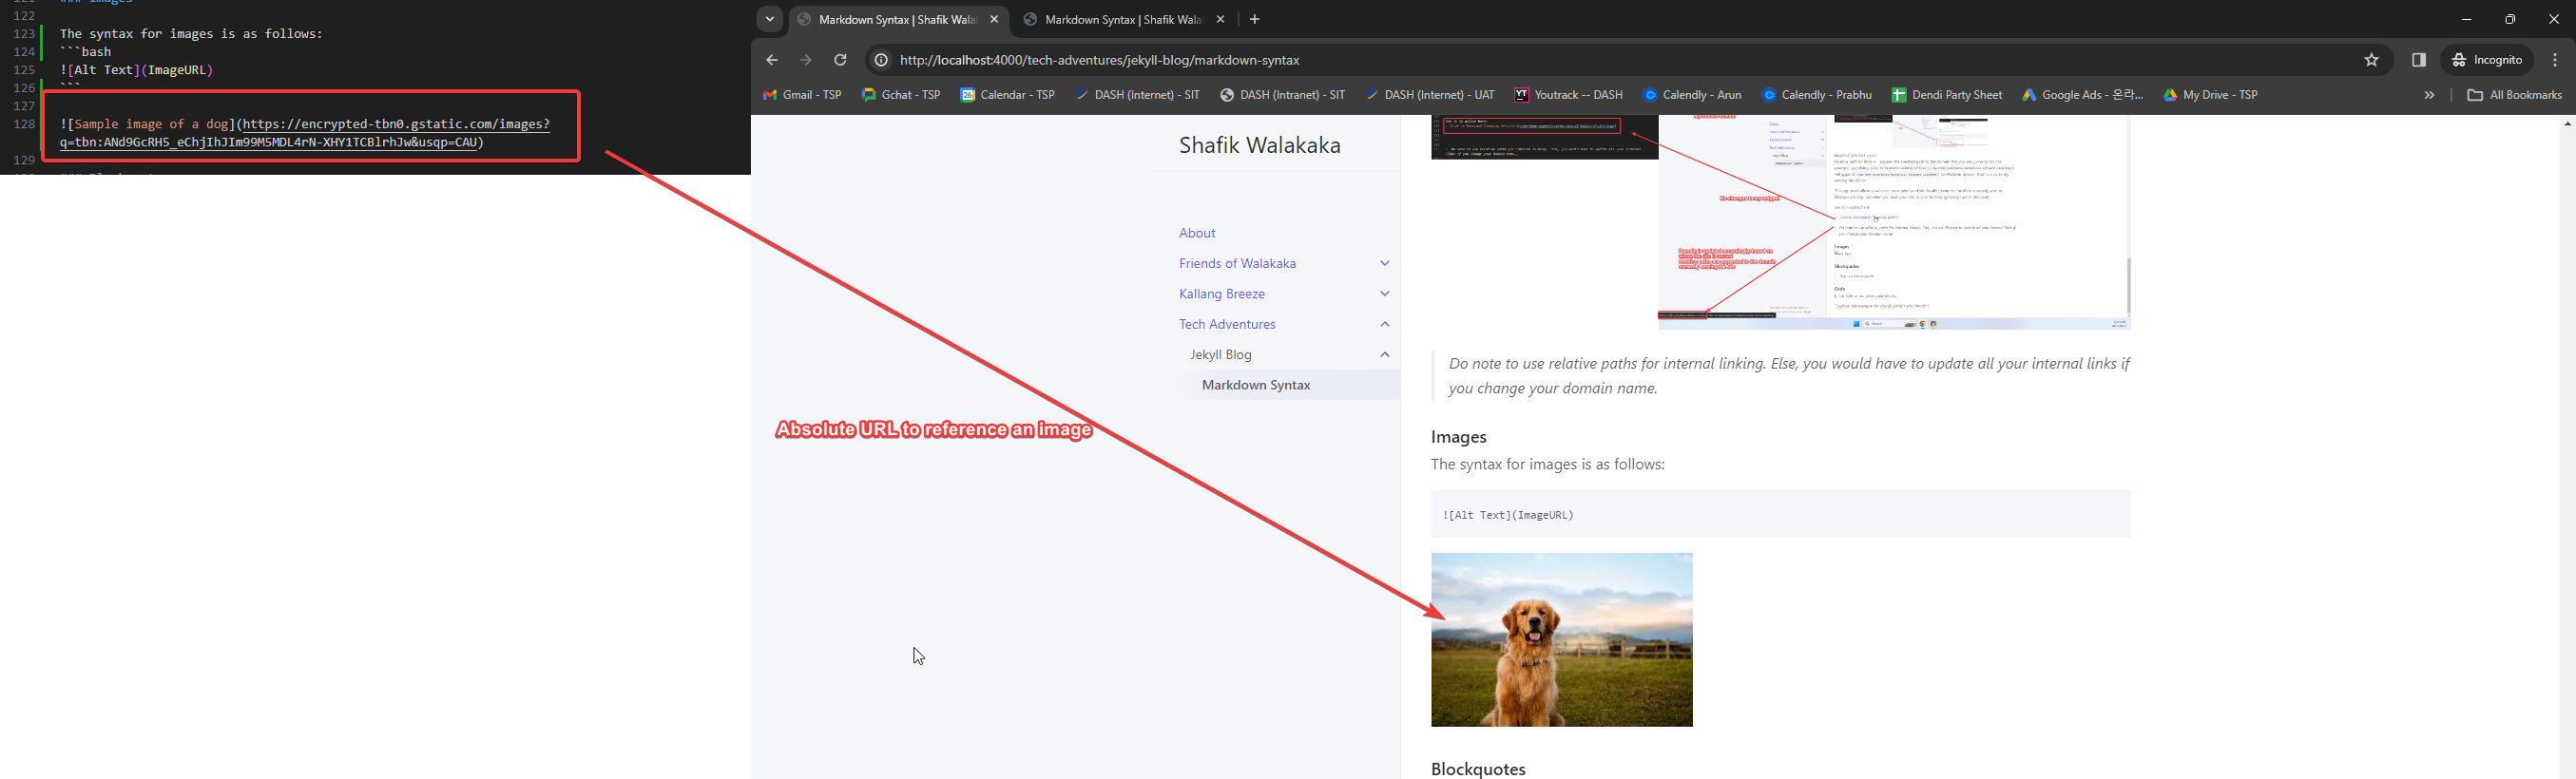 122
123 The syntax for images is as follows:
124 ```bash
125 ![Alt Text](ImageURL)
126 ```
127
128 ![Sample image of a dog](https://encrypted-tbn0.gstatic.com/images?
q=tbn:ANd9GcRH5_eChjIhJIm99M5MDL4rN-XHY1TCBlrhJw&usqp=CAU)
129
Markdown Syntax | Shafik Wala
Markdown Syntax | Shafik Wala
http://localhost:4000/tech-adventures/jekyll-blog/markdown-syntax
Incognito
Gmail - TSP
Gchat - TSP
Calendar - TSP
DASH (Internet) - SIT
DASH (Intranet) - SIT
DASH (Internet) - UAT
Youtrack -- DASH
Calendly - Arun
Calendly - Prabhu
Dendi Party Sheet
Google Ads - 온라...
My Drive - TSP
All Bookmarks
Shafik Walakaka
About
Friends of Walakaka
Kallang Breeze
Tech Adventures
Jekyll Blog
Markdown Syntax
Absolute URL to reference an image
No changes to my snippet
Do note to use relative paths for internal linking. Else, you would have to update all your internal links if
you change your domain name.
Images
The syntax for images is as follows:
![Alt Text](ImageURL)
Blockquotes